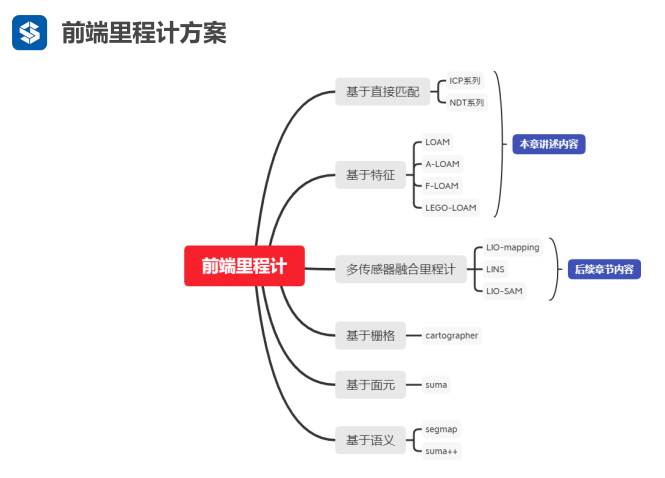 前端里程计方案
前端里程计
基于直接匹配
ICP系列
NDT系列
基于特征
LOAM
A-LOAM
F-LOAM
LEGO-LOAM
本章讲述内容
多传感器融合里程计
LIO-mapping
LINS
LIO-SAM
后续章节内容
基于栅格
cartographer
基于面元
suma
基于语义
segmap
suma++